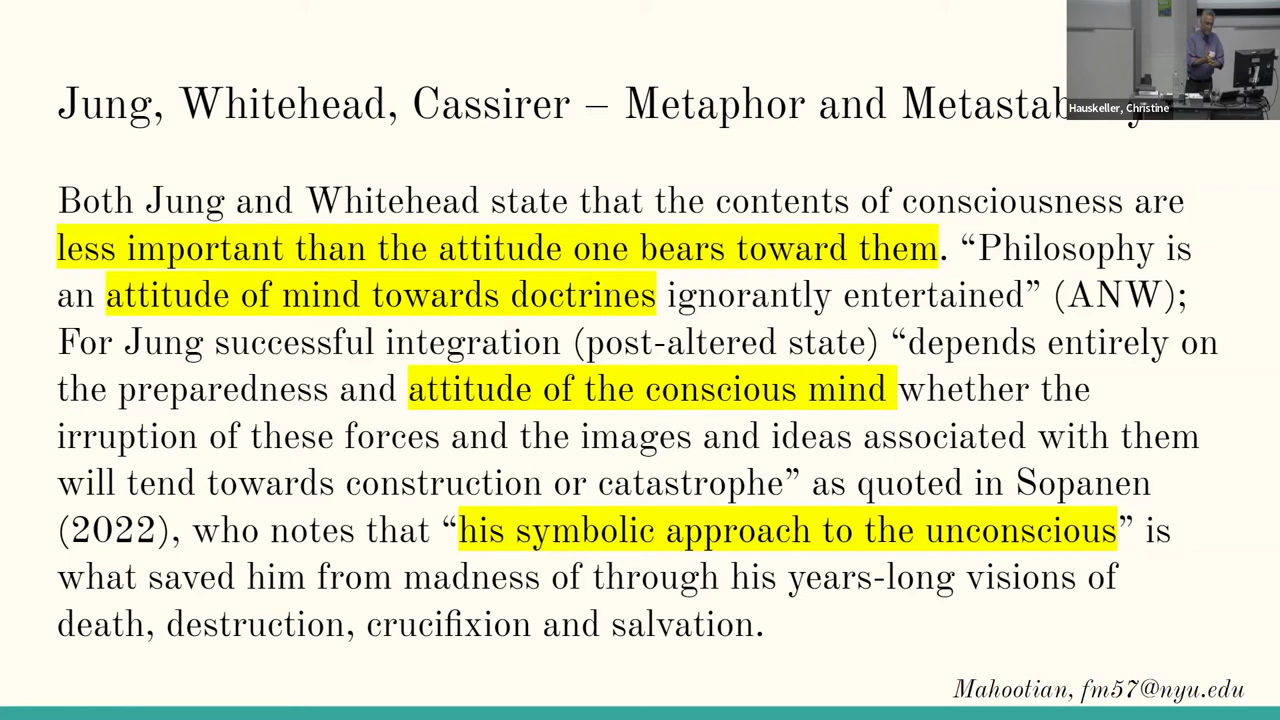 Jung, Whitehead, Cassirer – Metaphor and Metastab
Hauskeller, Christine
Both Jung and Whitehead state that the contents of consciousness are
less important than the attitude one bears toward them. “Philosophy is
an attitude of mind towards doctrines ignorantly entertained” (ANW);
For Jung successful integration (post-altered state) “depends entirely on
the preparedness and attitude of the conscious mind whether the
irruption of these forces and the images and ideas associated with them
will tend towards construction or catastrophe” as quoted in Sopanen
(2022), who notes that “his symbolic approach to the unconscious” is
what saved him from madness of through his years-long visions of
death, destruction, crucifixion and salvation.
Mahootian, fm57@nyu.edu